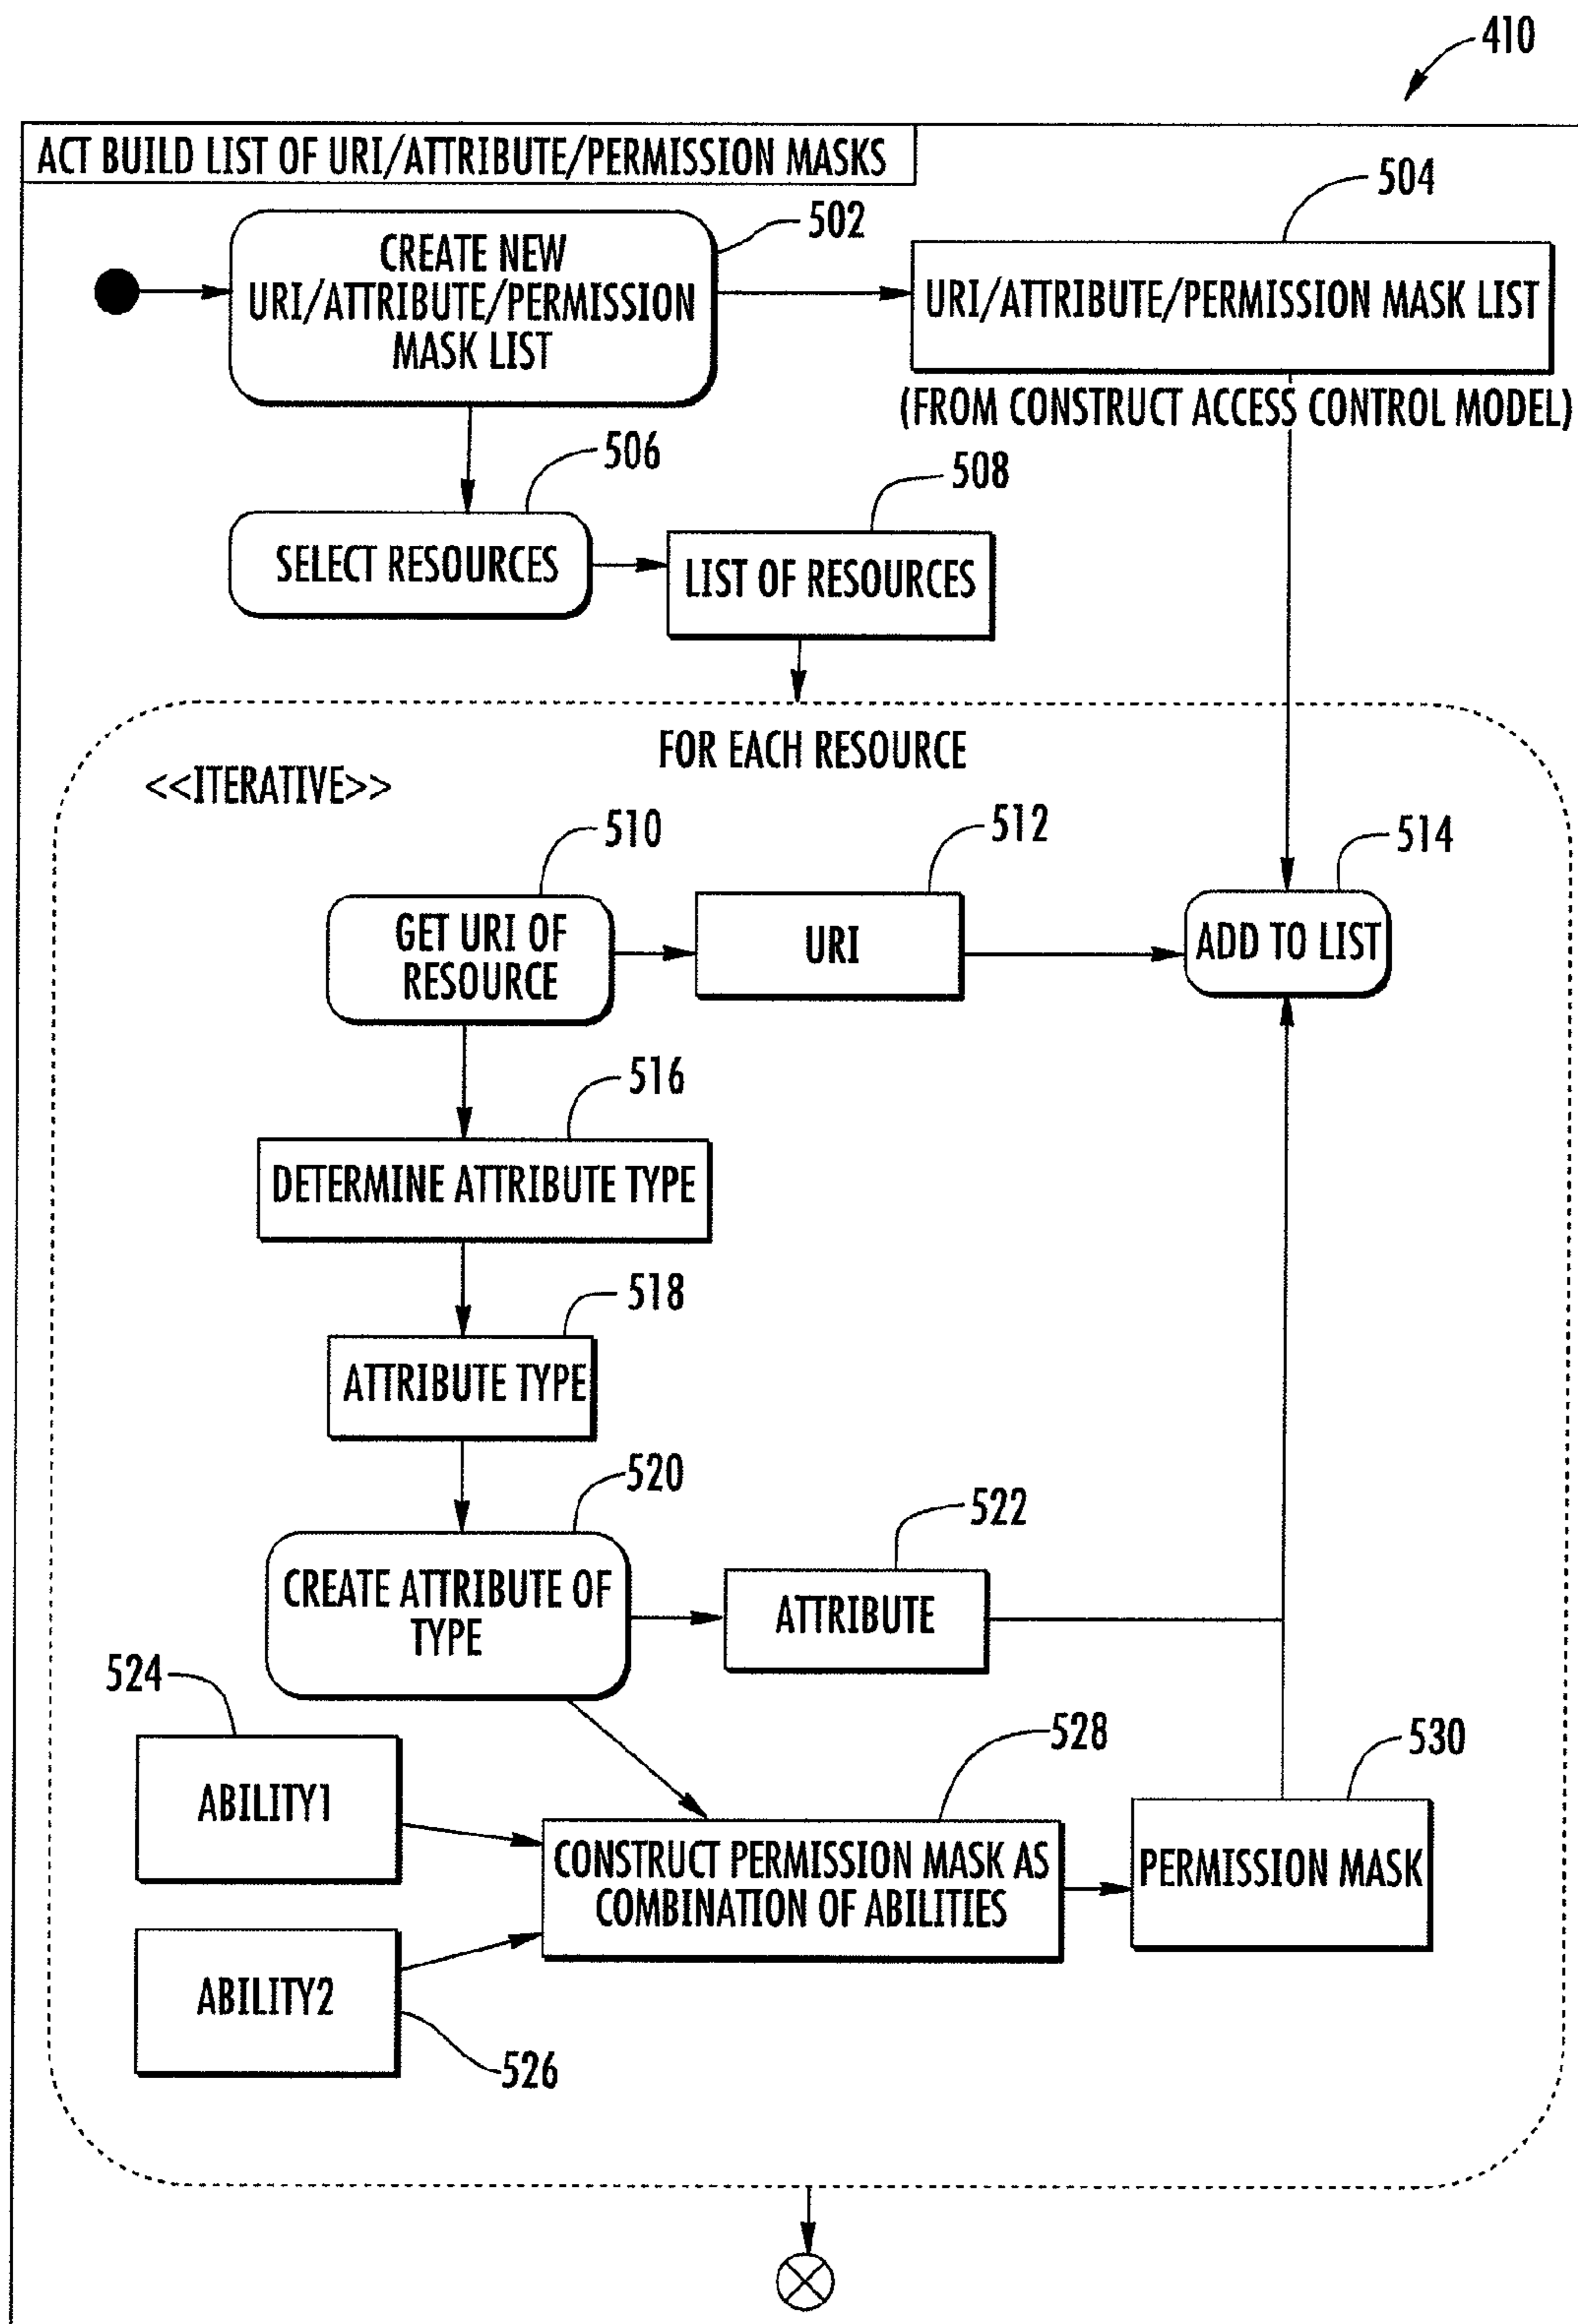 410
ACT BUILD LIST OF URI/ATTRIBUTE/PERMISSION MASKS
504
502
CREATE NEW
URI/ATTRIBUTE/PERMISSION
MASK LIST
URI/ATTRIBUTE/PERMISSION MASK LIST
(FROM CONSTRUCT ACCESS CONTROL MODEL)
506
508
SELECT RESOURCES
LIST OF RESOURCES
FOR EACH RESOURCE
<<ITERATIVE>>
510
512
514
GET URI OF
RESOURCE
URI
ADD TO LIST
516
DETERMINE ATTRIBUTE TYPE
518
ATTRIBUTE TYPE
520
522
CREATE ATTRIBUTE OF
TYPE
ATTRIBUTE
524
528
530
ABILITY1
CONSTRUCT PERMISSION MASK AS
COMBINATION OF ABILITIES
PERMISSION MASK
ABILITY2
526